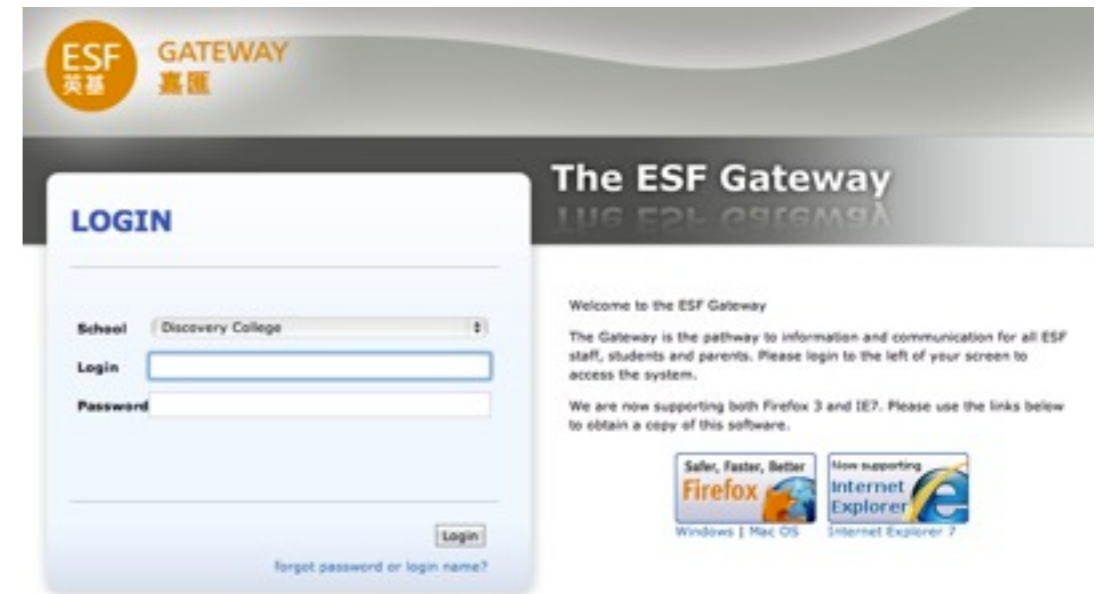 ESF
英基
GATEWAY
嘉匯
The ESF Gateway
LOGIN
School
Discovery College
Login
Password
Login
forgot password or login name?
Welcome to the ESF Gateway
The Gateway is the pathway to information and communication for all ESF
staff, students and parents. Please login to the left of your screen to
access the system.
We are now supporting both Firefox 3 and IE7. Please use the links below
to obtain a copy of this software.
Safer, Faster, Better
Firefox
Windows | Mac OS
Now supporting
Internet
Explorer
Internet Explorer 7